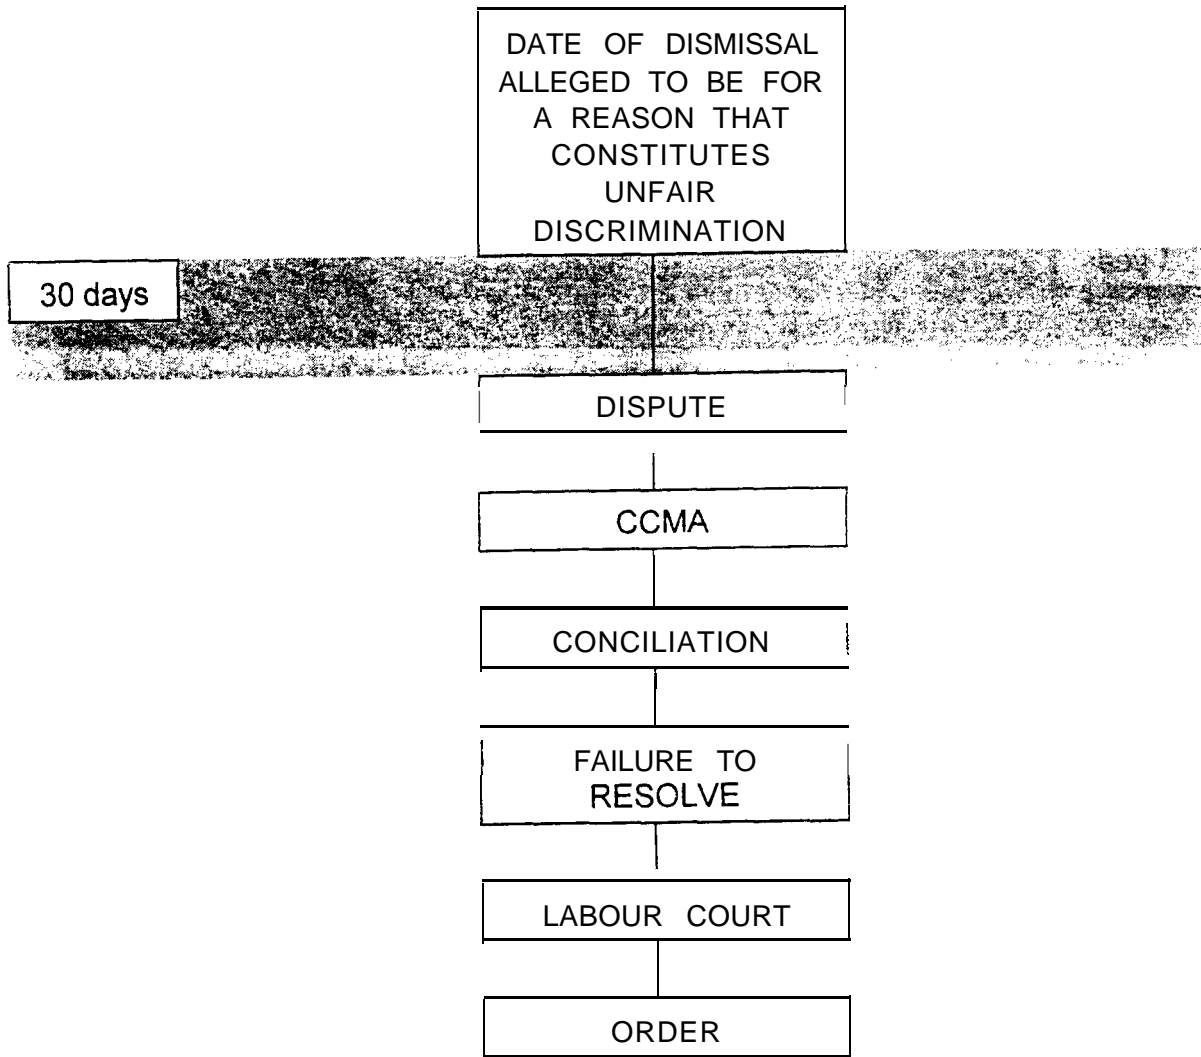 DATE OF DISMISSAL
ALLEGED TO BE FOR
A REASON THAT
CONSTITUTES
UNFAIR
DISCRIMINATION
30 days
DISPUTE
CCMA
CONCILIATION
FAILURE TO
RESOLVE
LABOUR COURT
ORDER